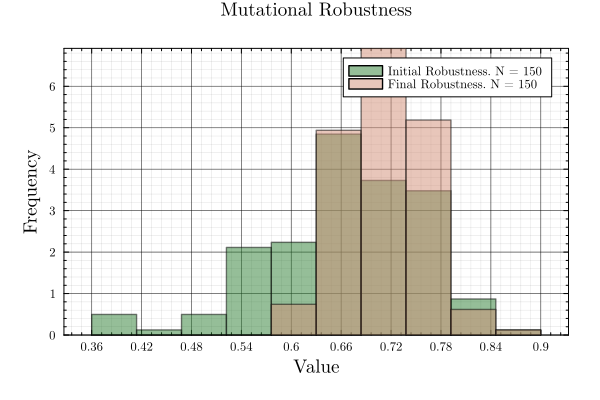 Mutational Robustness
Initial Robustness. N = 150
Final Robustness. N = 150
Frequency
6
5
4
3
2
1
0
0.36 0.42 0.48 0.54 0.6 0.66 0.72 0.78 0.84 0.9
Value